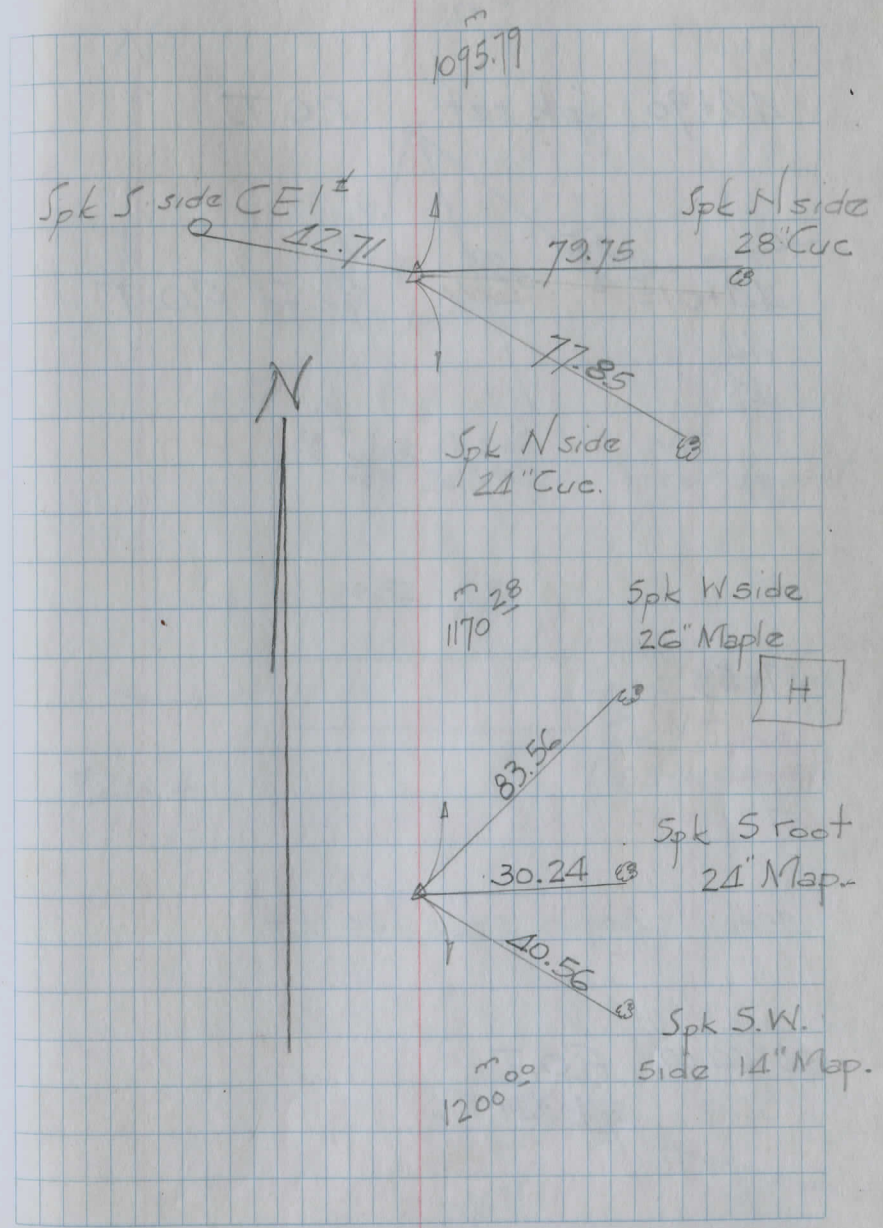 m
1095.79
Spk S. side CEI #
42.71
Spk N side
28" Cuc
79.75
77.85
Spk N side
24" Cuc.
N
m
1170 28
Spk W side
26" Maple
H
83.56
Spk S root
24" Map.
30.24
40.56
Spk S.W.
Side 14" Map.
m
1200 00